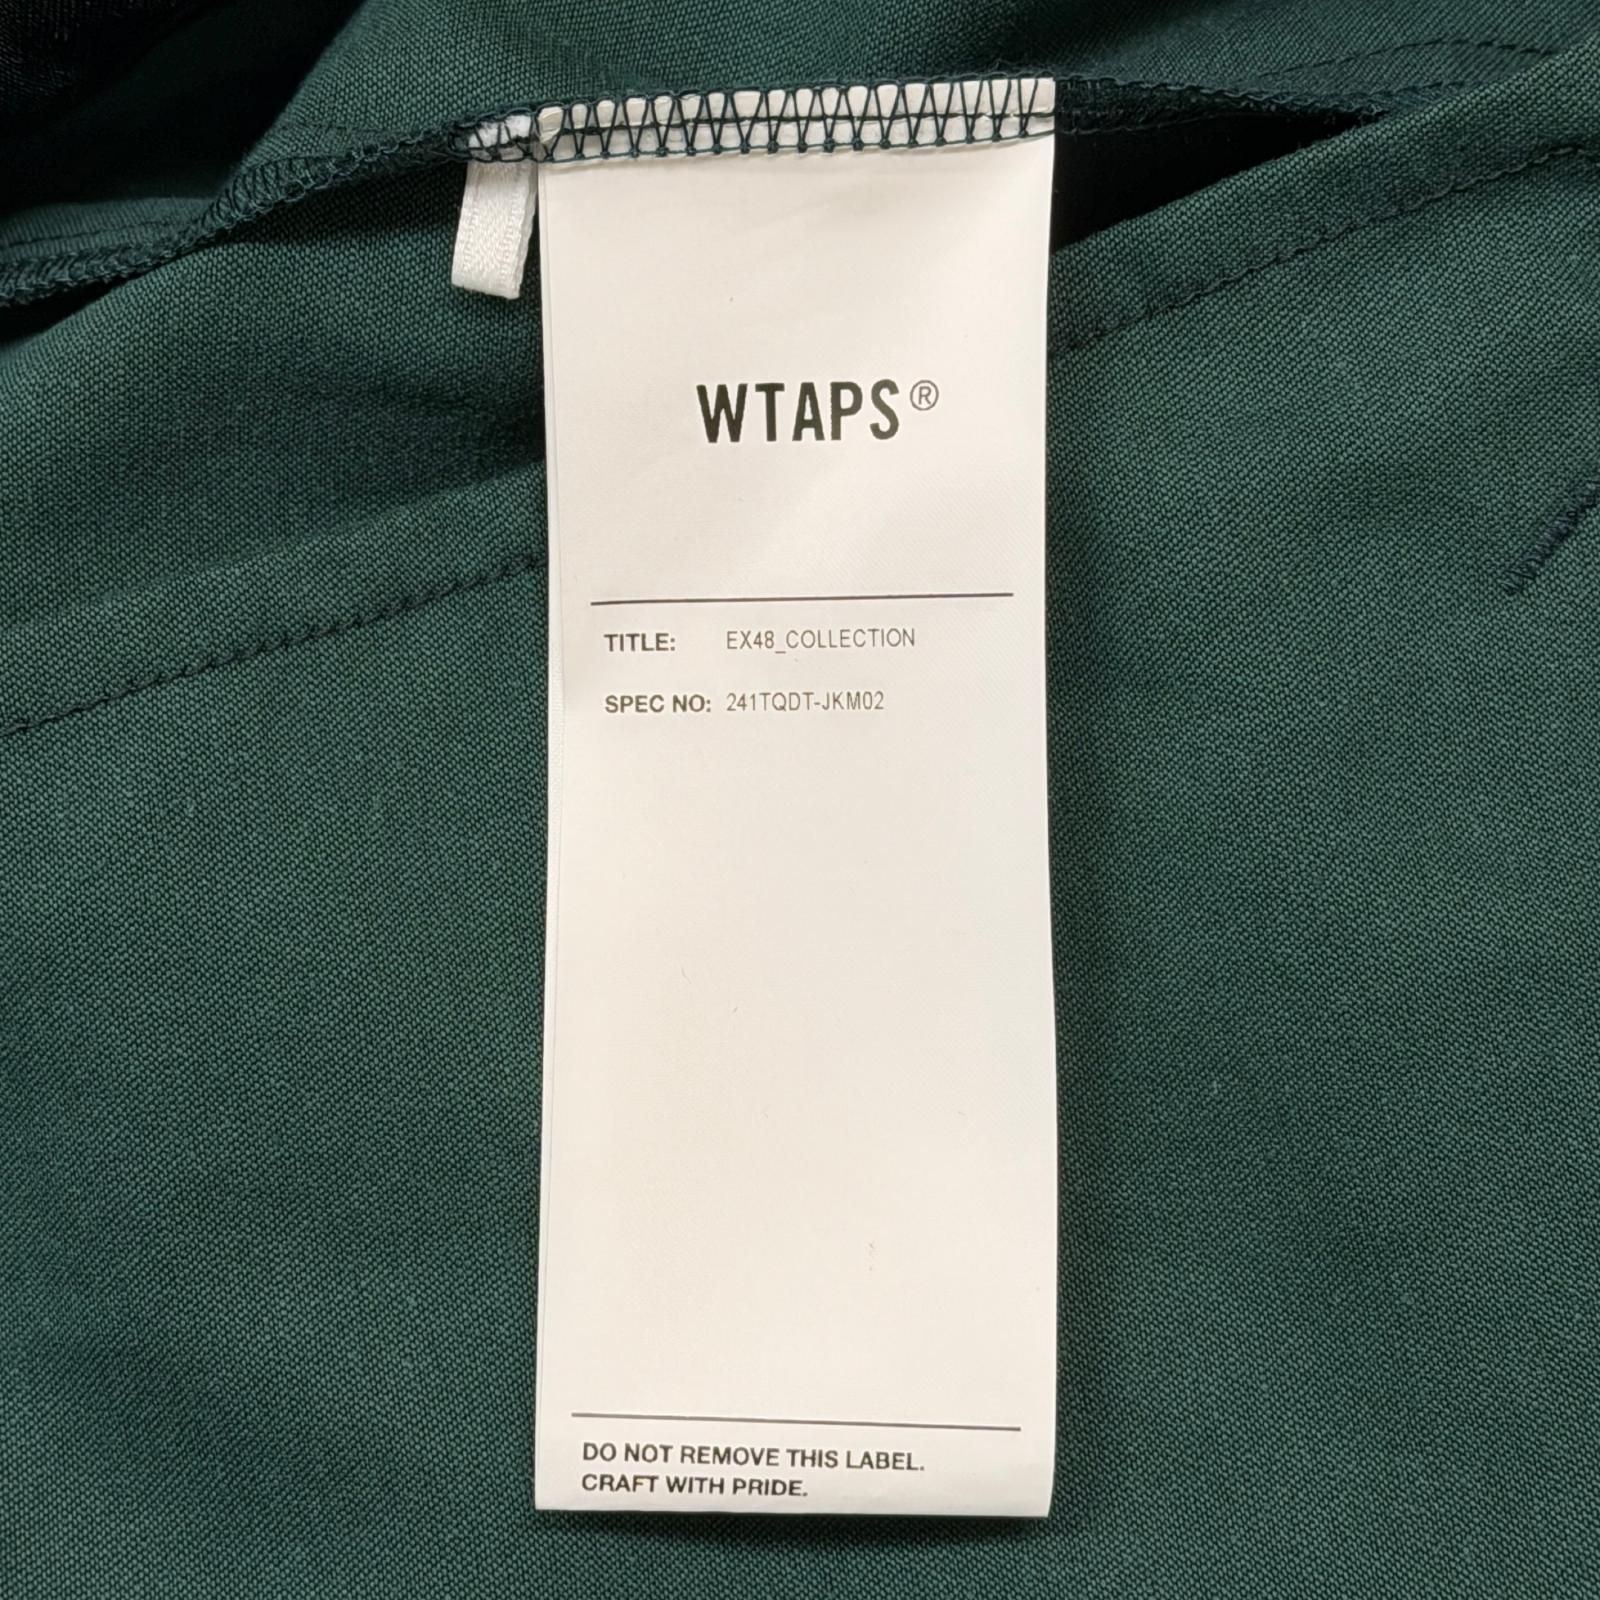 WTAPS®
TITLE: EX48_COLLECTION
SPEC NO: 241TQDT-JKM02
DO NOT REMOVE THIS LABEL.
CRAFT WITH PRIDE.